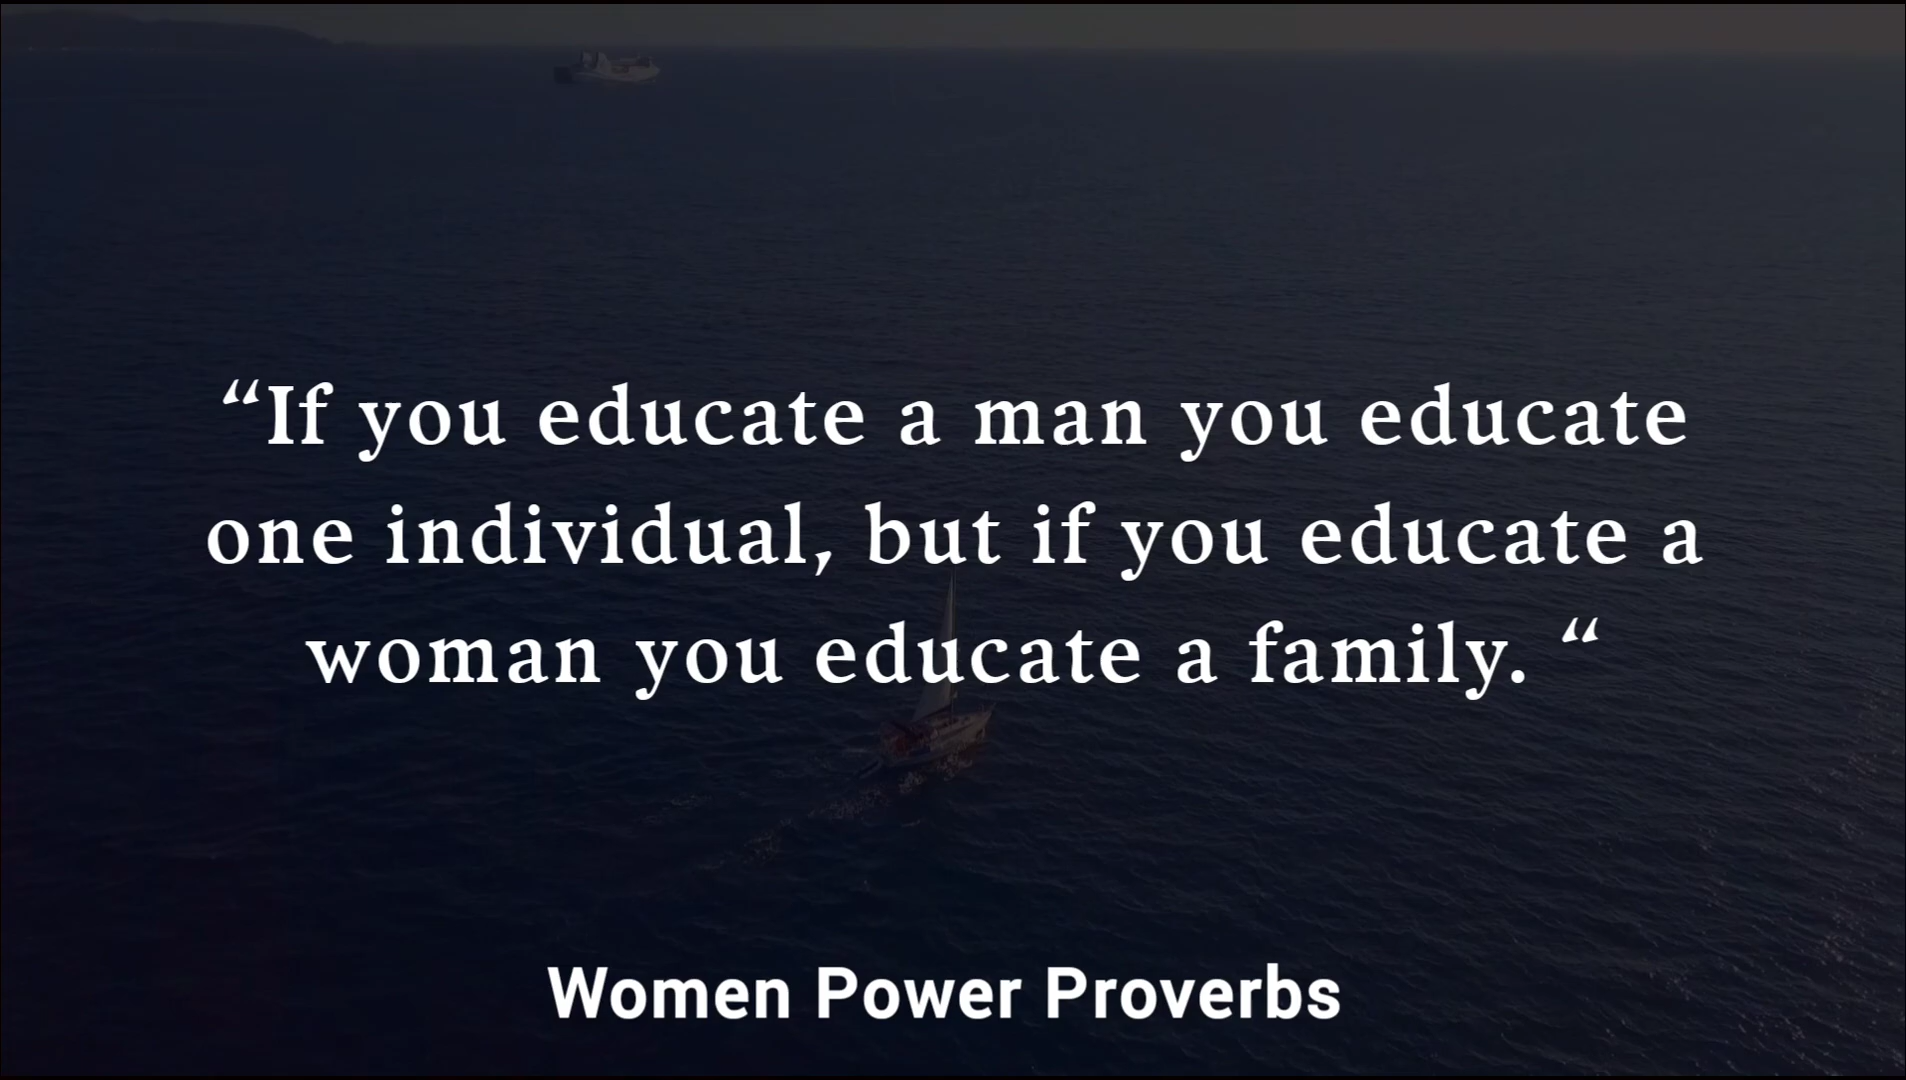 “If you educate a man you educate
one individual, but if you educate a
woman you educate a family. “
Women Power Proverbs